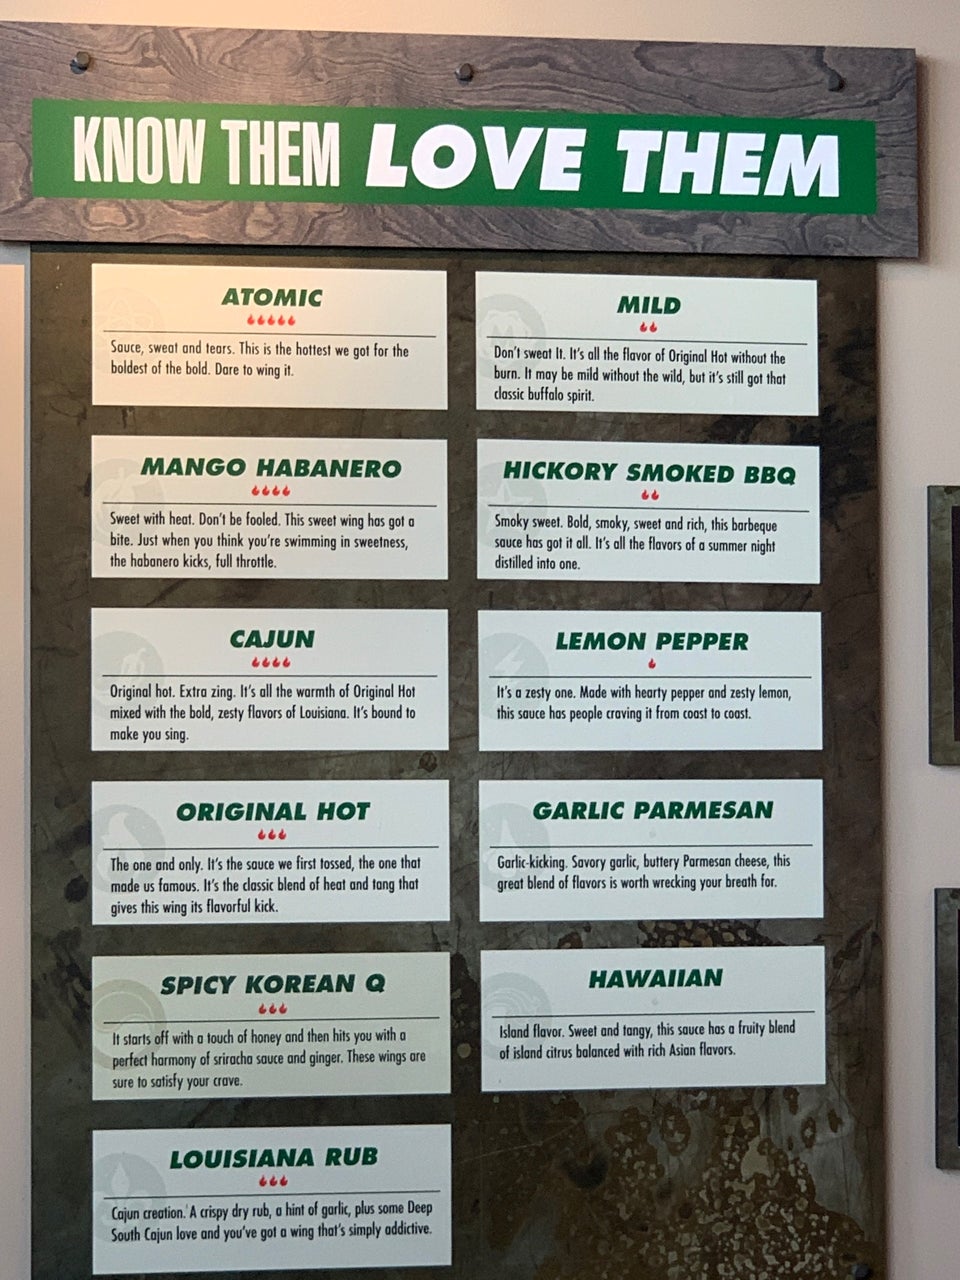 KNOW THEM LOVE THEM
ATOMIC
Sauce, sweat and tears. This is the hottest we got for the
boldest of the bold. Dare to wing it.
MANGO HABANERO
Sweet with heat. Don't be fooled. This sweet wing has got a
bite. Just when you think you're swimming in sweetness,
the habanero kicks, full throttle.
CAJUN
Original hot. Extra zing. It's all the warmth of Original Hot
mixed with the bold, zesty flavors of Louisiana. It's bound to
make you sing.
ORIGINAL HOT
The one and only. It's the sauce we first tossed, the one that
made us famous. It's the classic blend of heat and tang that
gives this wing its flavorful kick.
SPICY KOREAN Q
It starts off with a touch of honey and then hits you with a
perfect harmony of sriracha sauce and ginger. These wings are
sure to satisfy your crave.
LOUISIANA RUB
Cajun creation. A crispy dry rub, a hint of garlic, plus some Deep
South Cajun love and you've got a wing that's simply addictive.
MILD
Don't sweat It. It's all the flavor of Original Hot without the
burn. It may be mild without the wild, but it's still got that
classic buffalo spirit.
HICKORY SMOKED BBQ
Smoky sweet. Bold, smoky, sweet and rich, this barbeque
sauce has got it all. It's all the flavors of a summer night
distilled into one.
LEMON PEPPER
It's a zesty one. Made with hearty pepper and zesty lemon,
this sauce has people craving it from coast to coast.
GARLIC PARMESAN
Garlic-kicking. Savory garlic, buttery Parmesan cheese, this
great blend of flavors is worth wrecking your breath for.
HAWAIIAN
Island flavor. Sweet and tangy, this sauce has a fruity blend
of island citrus balanced with rich Asian flavors.